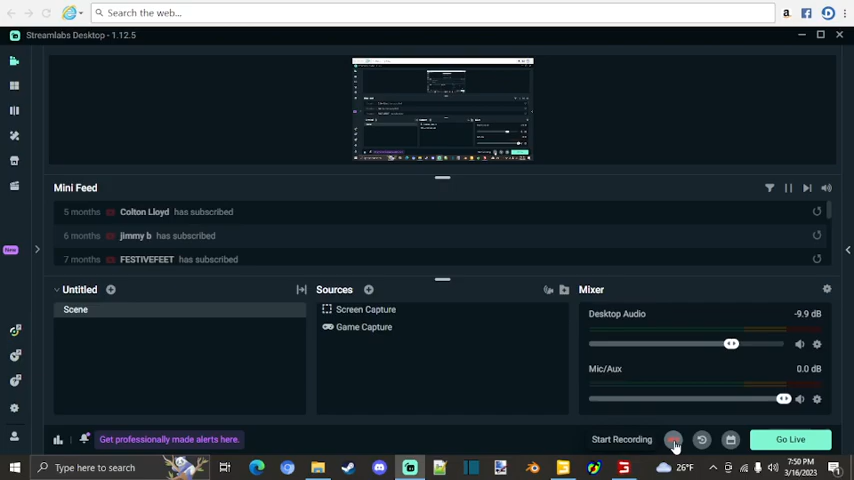 Search the web...
Streamlabs Desktop - 1.12.5
Mini Feed
5 months Colton Lloyd has subscribed
6 months jimmy b has subscribed
7 months FESTIVEFEET has subscribed
New
Untitled
Sources
Mixer
Scene
Screen Capture
Game Capture
Desktop Audio -9.9 dB
Mic/Aux 0.0 dB
Get professionally made alerts here.
Start Recording
Go Live
Type here to search
26°F
7:50 PM
3/16/2023